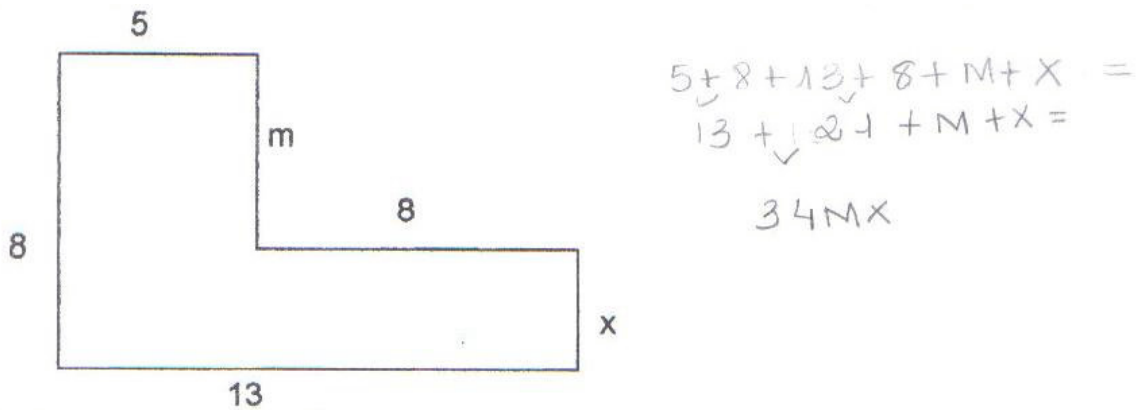 5
m
8
8
x
13
5 + 8 + 13 + 8 + M + X =
13 + 21 + M + X =
34MX